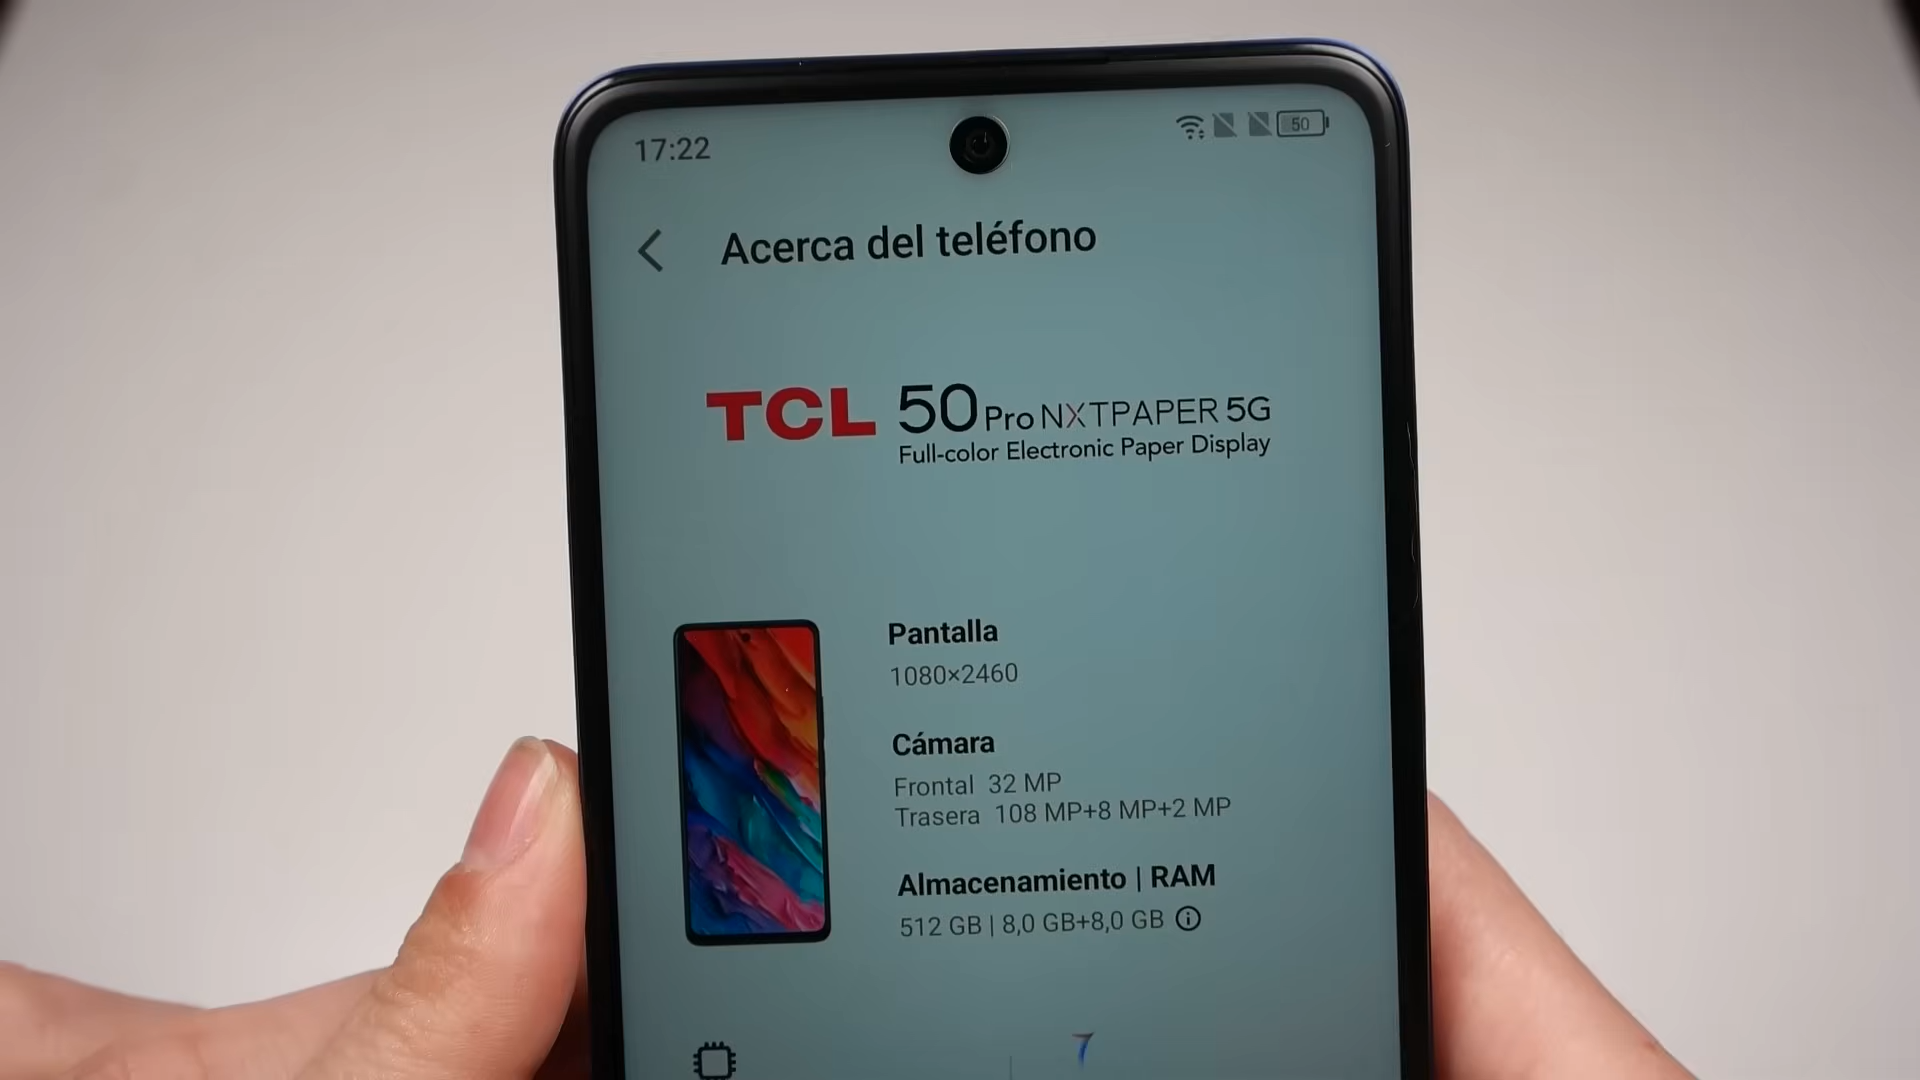 17:22
50
Acerca del teléfono
TCL 50 Pro NXTPAPER 5G
Full-color Electronic Paper Display
Pantalla
1080×2460
Cámara
Frontal 32 MP
Trasera 108 MP+8 MP+2 MP
Almacenamiento | RAM
512 GB | 8,0 GB+8,0 GB
7